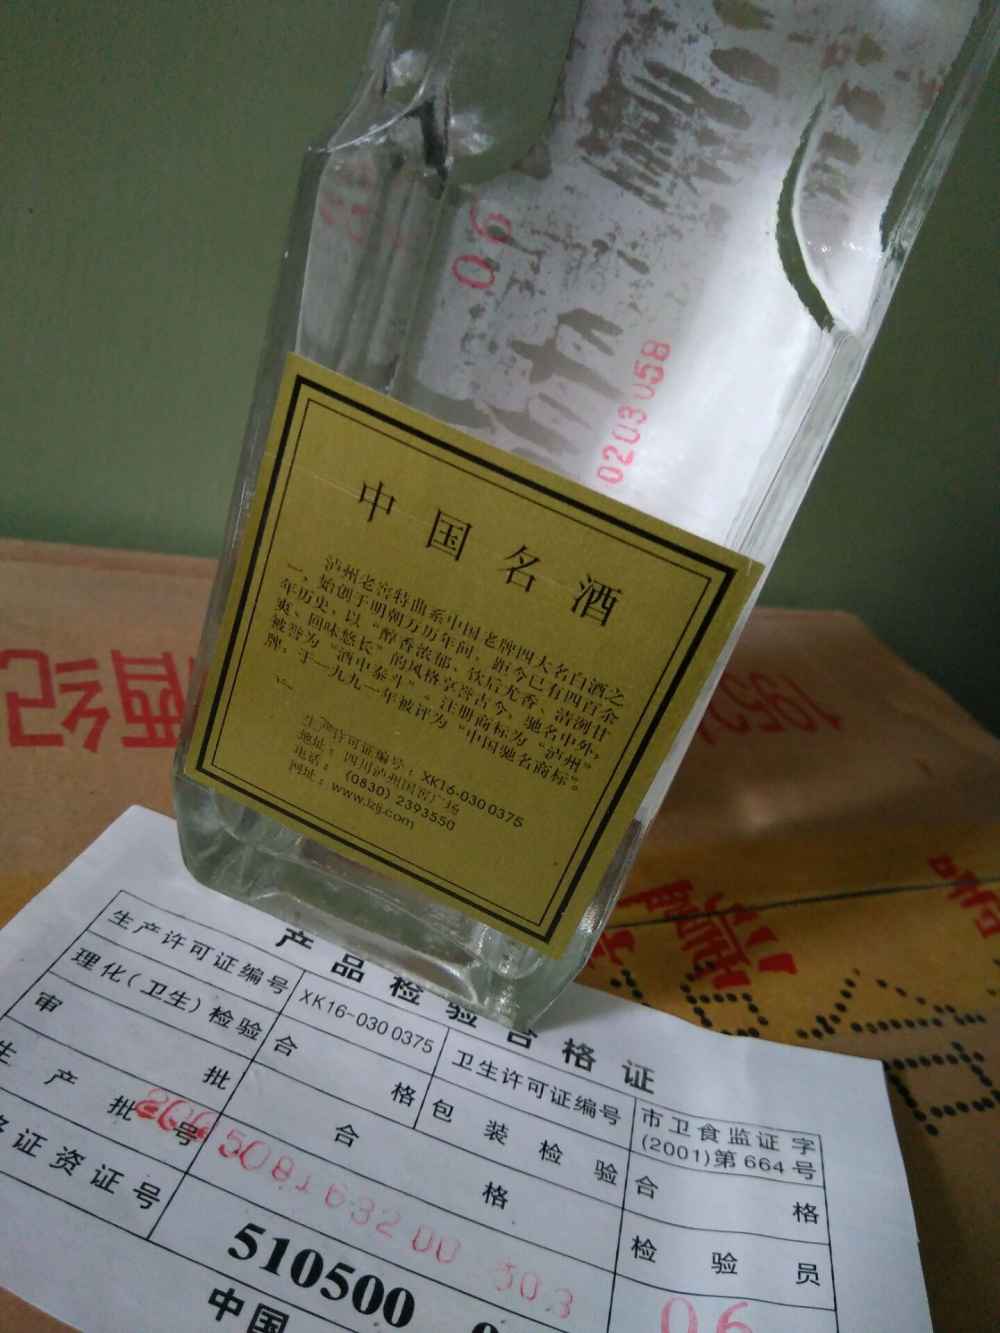 06
0203058
中国名酒
泸州老窖特曲系中国老牌四大名白酒之
一，始创于明朝万历年间，距今已有四百余
年历史，以“醇香浓郁、饮后尤香、清洌甘
爽、回味悠长”的风格享誉古今、驰名中外，
被誉为“酒中泰斗”。注册商标为“泸州”
牌，于一九九一年被评为“中国驰名商标”。
生产许可证编号：XK16-030 0375
地址：四川泸州国窖广场
电话：(0830) 2393550
网址：www.lzlj.com
酒纪
1952
产品检验合格证
生产许可证编号 XK16-030 0375 卫生许可证编号 市卫食监证字(2001)第664号
理化(卫生)检验 合格 包装检验 合格
审批 合格 检验员 06
生产批号
格证资证号 510500
中国